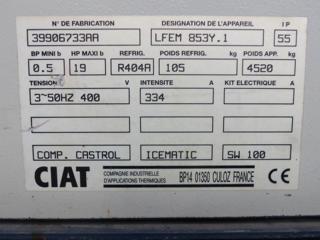 N° DE FABRICATION DESIGNATION DE L'APPAREIL I P
39906733AA LFEM 853Y.1 55
BP MINI b HP MAXI b REFRIG. POIDS REFRIG. kg POIDS APP. kg
0.5 19 R404A 105 4520
TENSION V INTENSITE A KIT ELECTRIQUE A
3~50HZ 400 334
COMP. CASTROL ICEMATIC SW 100
CIAT COMPAGNIE INDUSTRIELLE D'APPLICATIONS THERMIQUES BP14 01350 CULOZ FRANCE CE